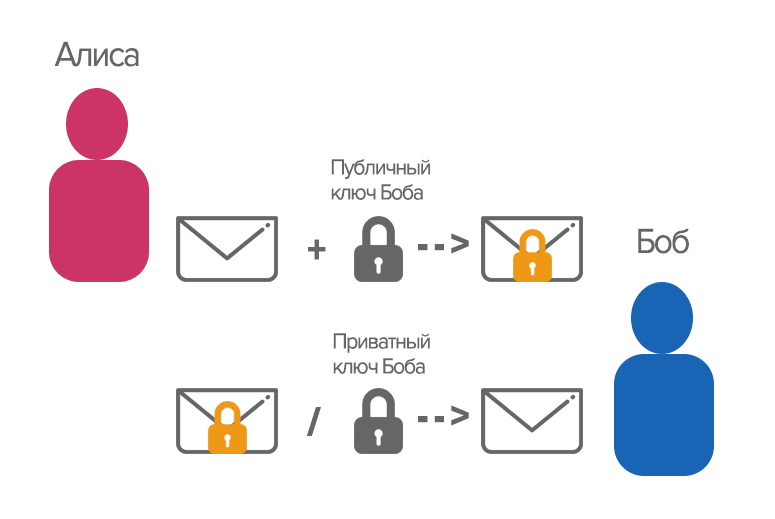 Алиса
Публичный
ключ Боба
+
-->
Боб
Приватный
ключ Боба
/
-->